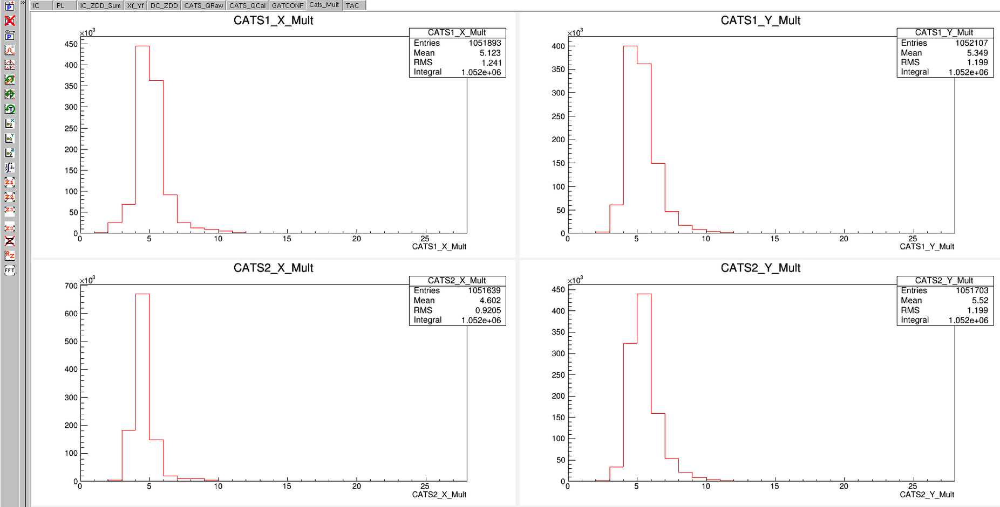 IC PL IC_ZDD_Sum Xf_Yf DC_ZDD CATS_QRaw CATS_QCal GATCONF Cats_Mult TAC
CATS1_X_Mult
×10³
CATS1_X_Mult
Entries 1051893
Mean 5.123
RMS 1.241
Integral 1.052e+06
450
400
350
300
250
200
150
100
50
0
0 5 10 15 20 25
CATS1_X_Mult
CATS1_Y_Mult
×10³
CATS1_Y_Mult
Entries 1052107
Mean 5.349
RMS 1.199
Integral 1.052e+06
400
350
300
250
200
150
100
50
0
0 5 10 15 20 25
CATS1_Y_Mult
CATS2_X_Mult
×10³
CATS2_X_Mult
Entries 1051639
Mean 4.602
RMS 0.9205
Integral 1.052e+06
700
600
500
400
300
200
100
0
0 5 10 15 20 25
CATS2_X_Mult
CATS2_Y_Mult
×10³
CATS2_Y_Mult
Entries 1051703
Mean 5.52
RMS 1.199
Integral 1.052e+06
450
400
350
300
250
200
150
100
50
0
0 5 10 15 20 25
CATS2_Y_Mult
P
P
T
Z1
Z2
Z3
Z3
Z
RZ
FFT